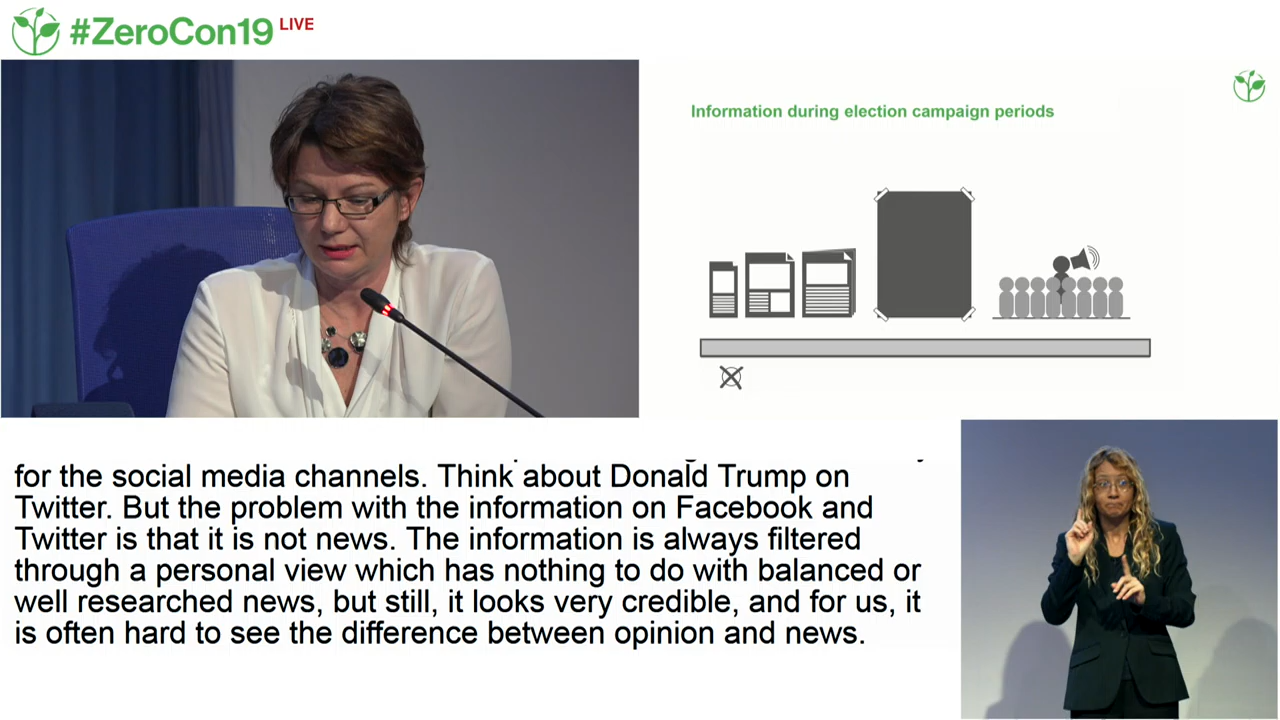 #ZeroCon19 LIVE
Information during election campaign periods
for the social media channels. Think about Donald Trump on
Twitter. But the problem with the information on Facebook and
Twitter is that it is not news. The information is always filtered
through a personal view which has nothing to do with balanced or
well researched news, but still, it looks very credible, and for us, it
is often hard to see the difference between opinion and news.